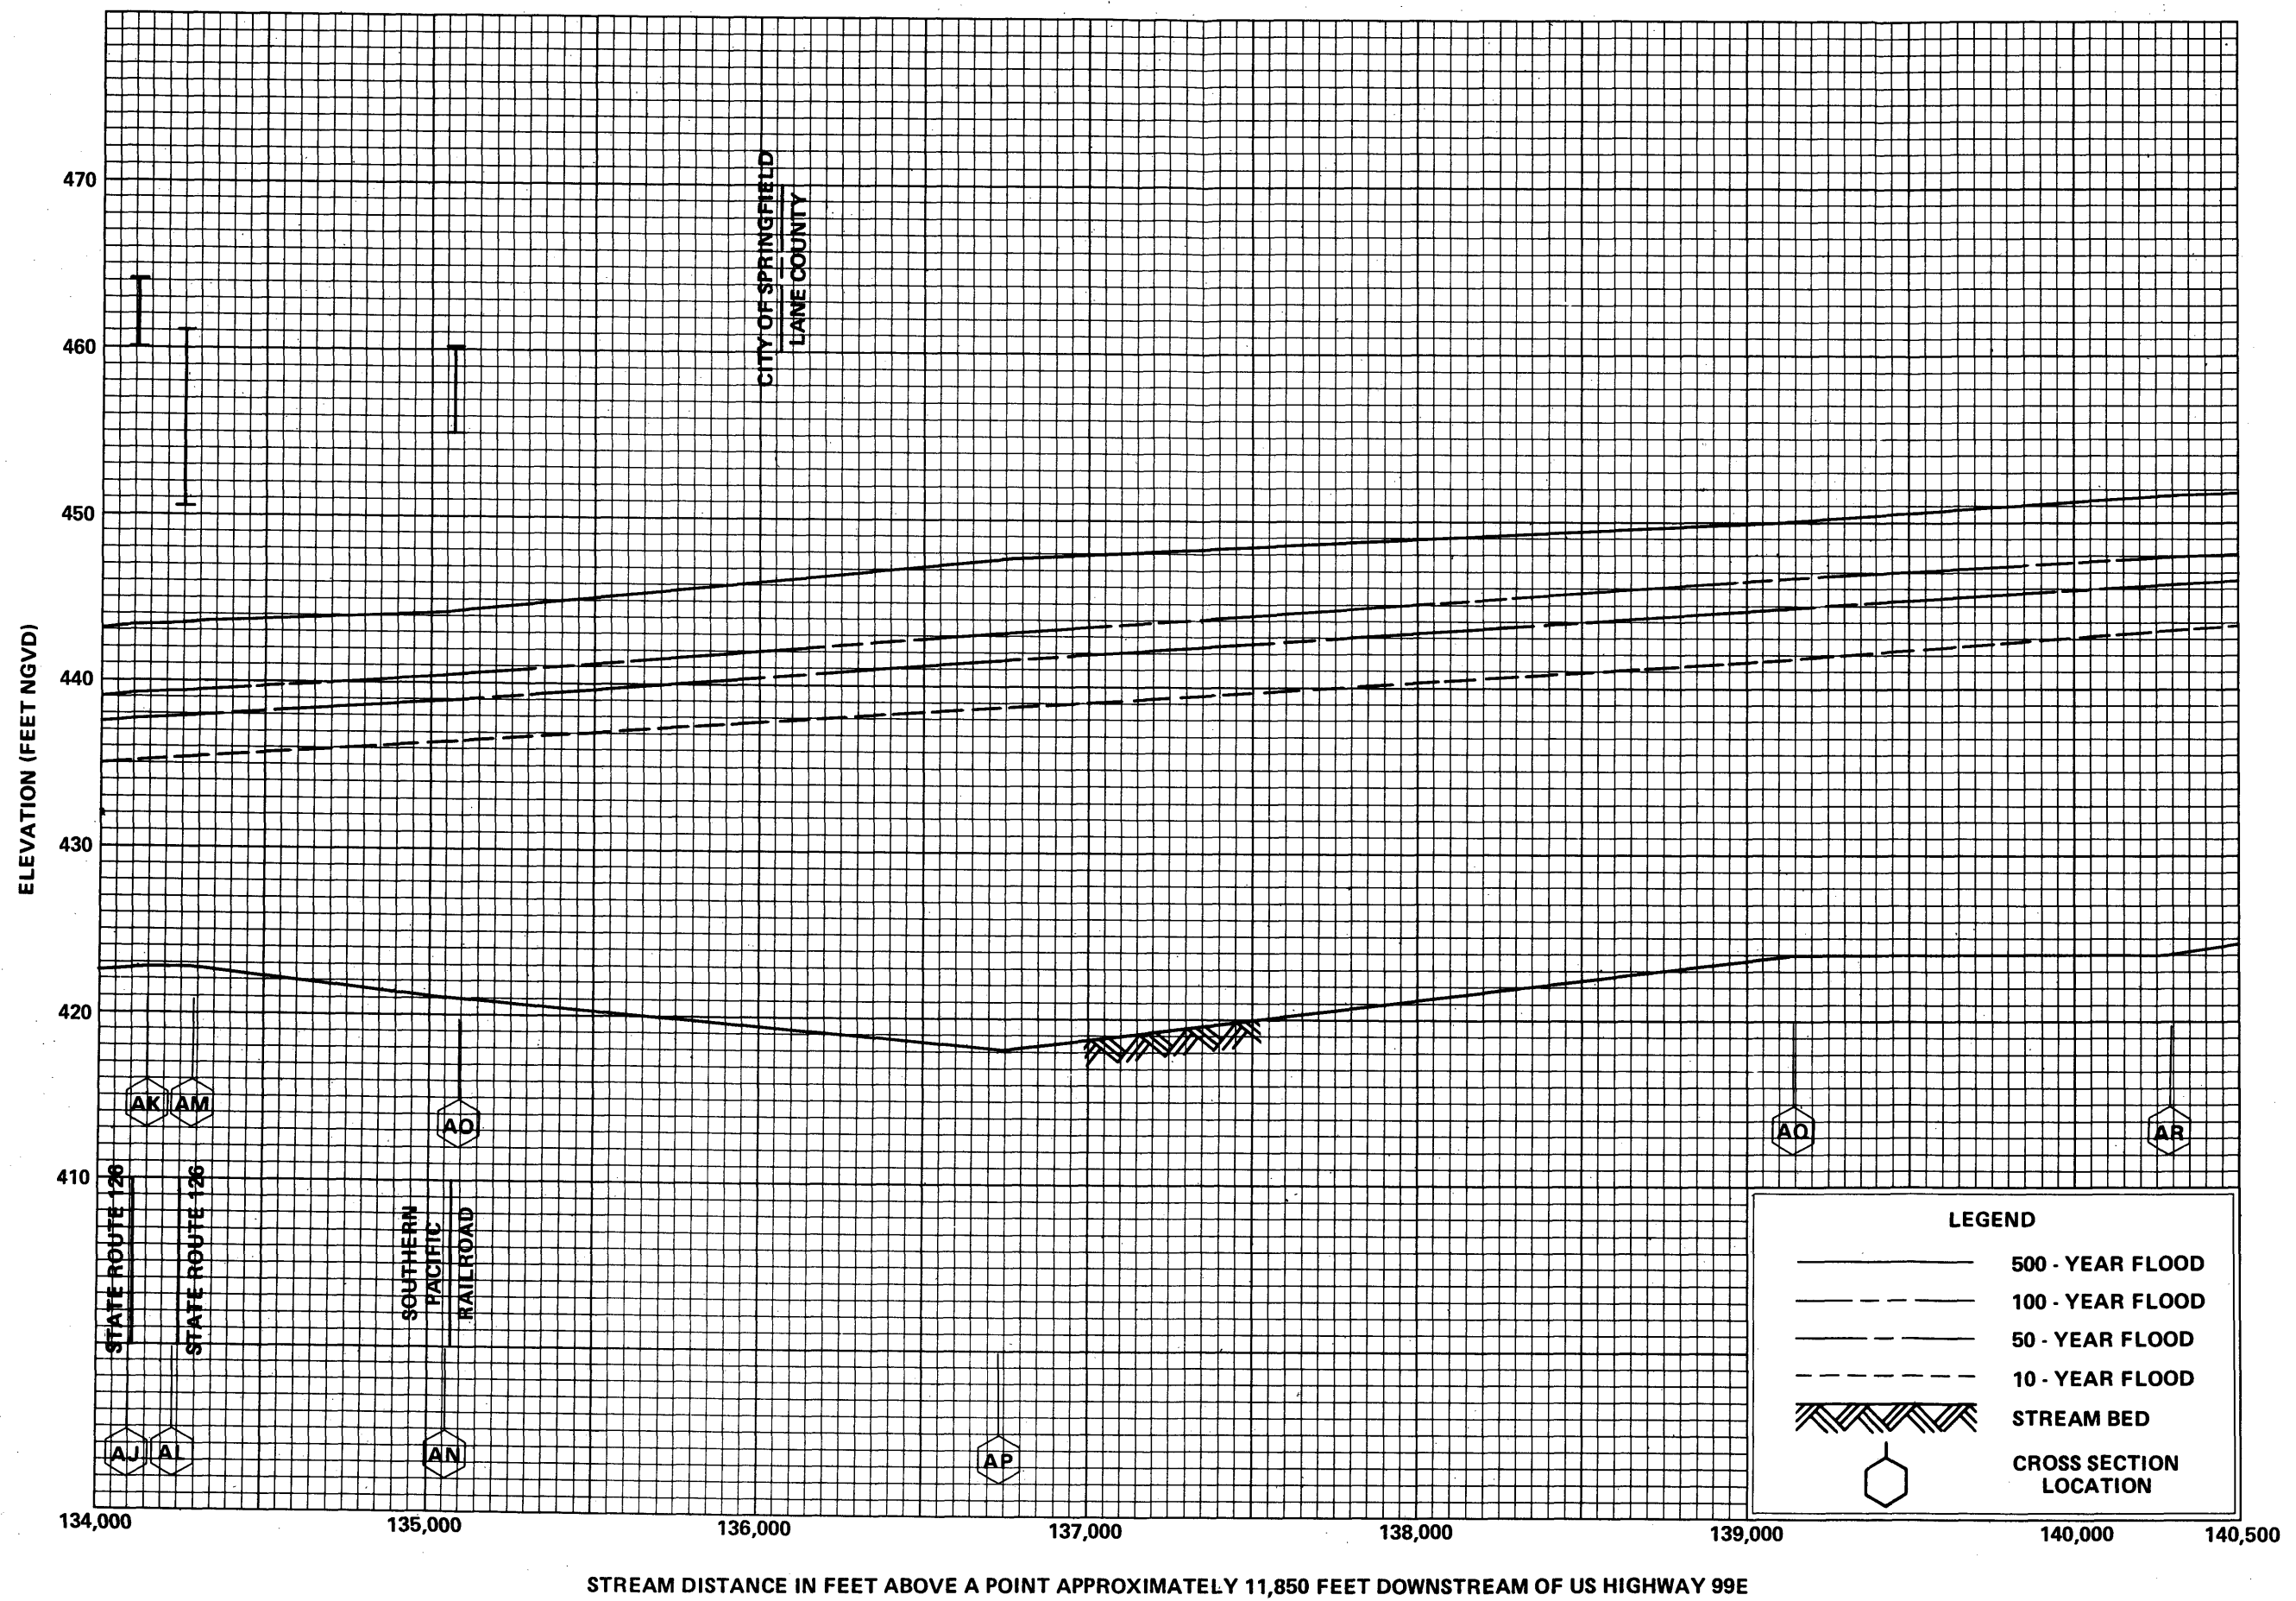 470
460
450
440
430
420
410
ELEVATION (FEET NGVD)
CITY OF SPRINGFIELD
LANE COUNTY
AK
AM
AO
AQ
AR
STATE ROUTE 126
STATE ROUTE 126
SOUTHERN
PACIFIC
RAILROAD
AJ
AL
AN
AP
LEGEND
500 - YEAR FLOOD
100 - YEAR FLOOD
50 - YEAR FLOOD
10 - YEAR FLOOD
STREAM BED
CROSS SECTION
LOCATION
134,000
135,000
136,000
137,000
138,000
139,000
140,000
140,500
STREAM DISTANCE IN FEET ABOVE A POINT APPROXIMATELY 11,850 FEET DOWNSTREAM OF US HIGHWAY 99E